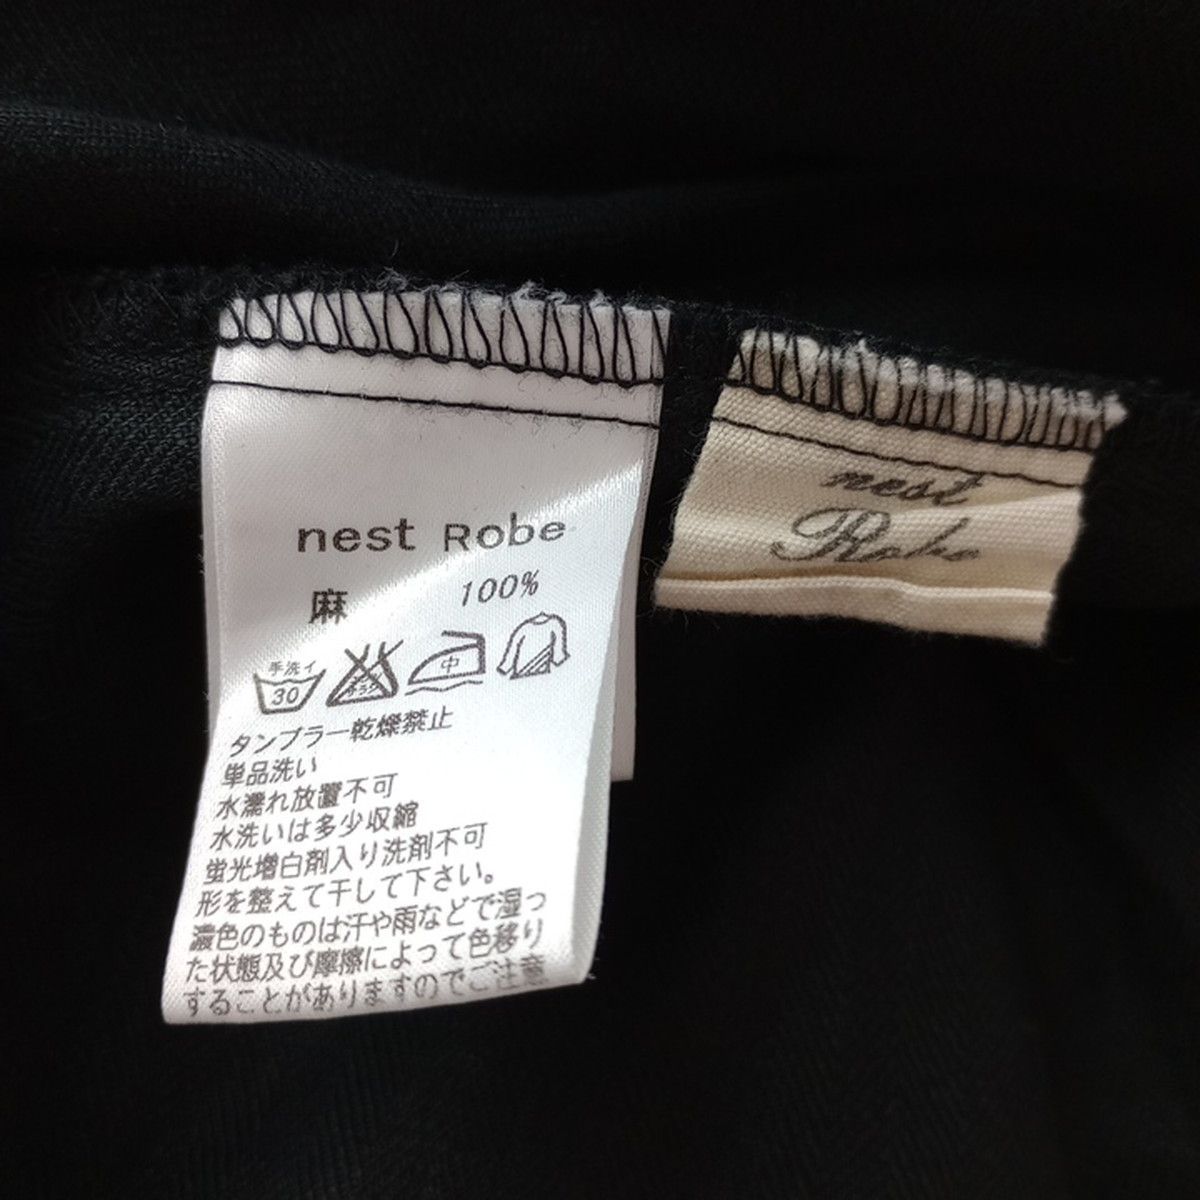 nest Robe
麻 100%
手洗イ
30
中
タンブラー乾燥禁止
単品洗い
水濡れ放置不可
水洗いは多少収縮
蛍光増白剤入り洗剤不可
形を整えて干して下さい。
濃色のものは汗や雨などで湿っ
た状態及び摩擦によって色移り
することがありますのでご注意
nest
Robe